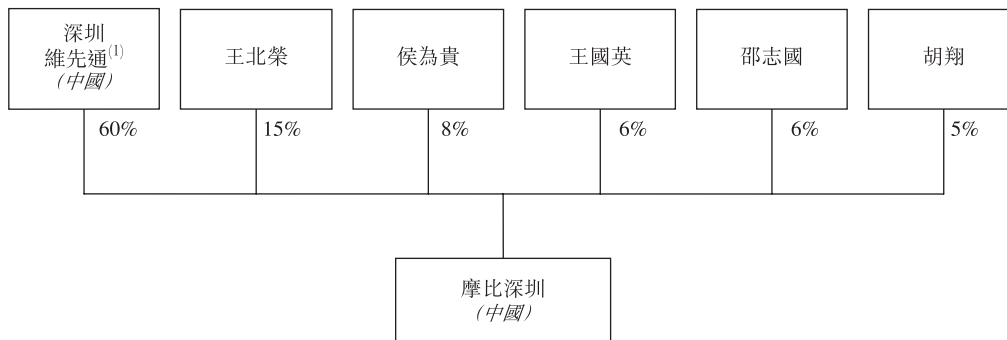 深圳
維先通(1)
(中國)
王北榮
侯為貴
王國英
邵志國
胡翔
60%
15%
8%
6%
6%
5%
摩比深圳
(中國)